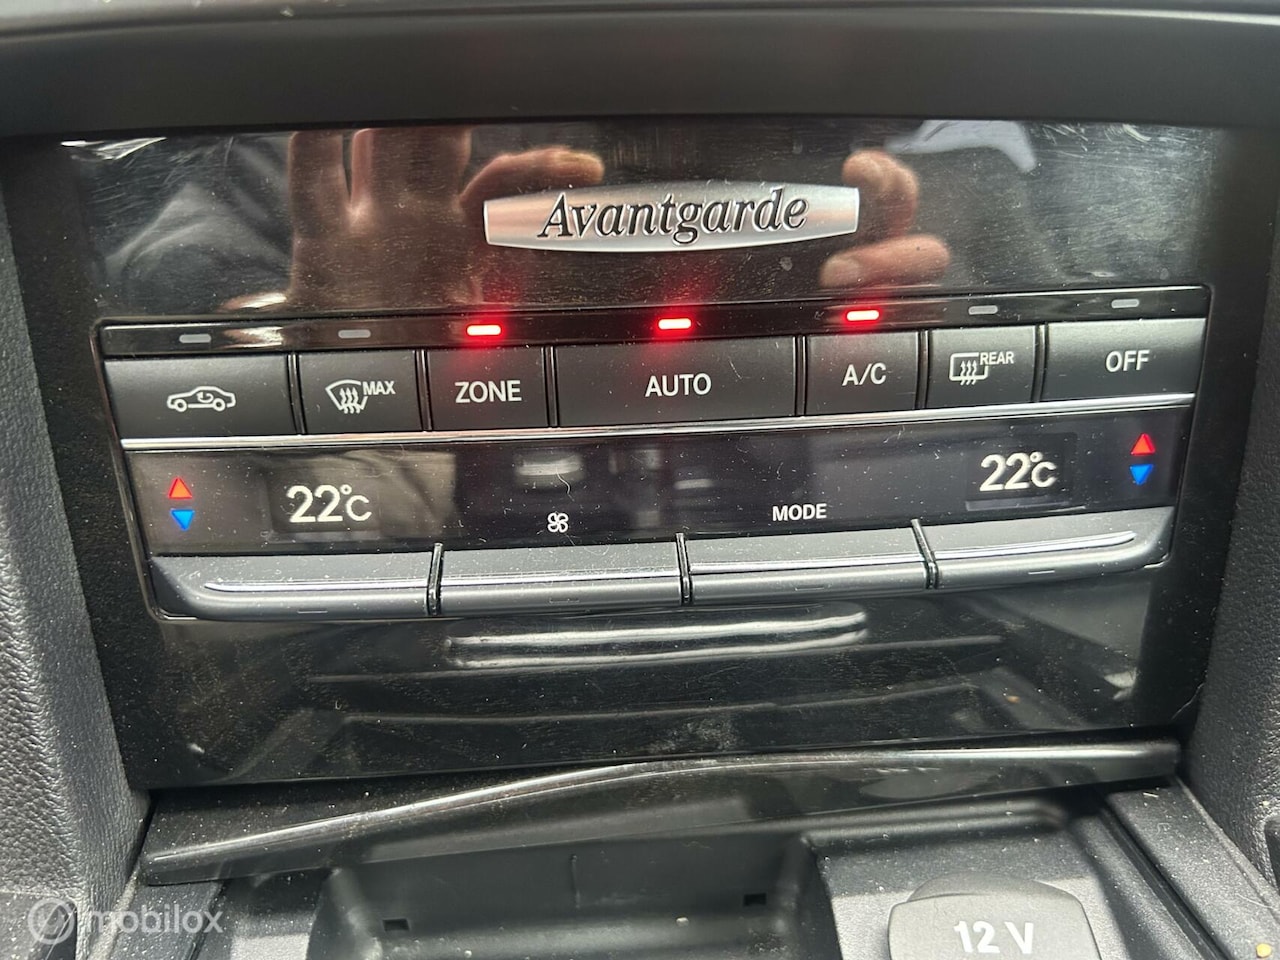 Avantgarde
MAX ZONE AUTO A/C REAR OFF
22°C MODE 22°C
12 V
mobilox